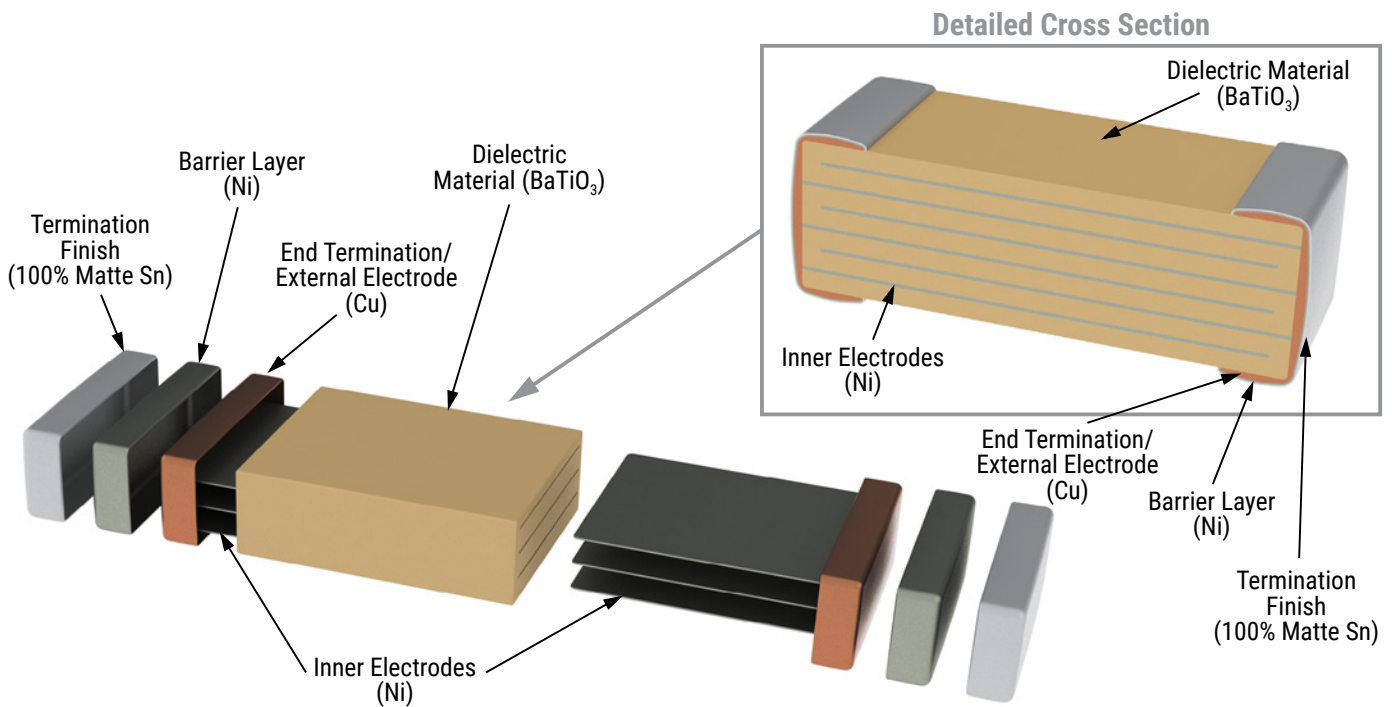 Detailed Cross Section
Dielectric Material
(BaTiO₃)
Inner Electrodes
(Ni)
End Termination/
External Electrode
(Cu)
Barrier Layer
(Ni)
Termination
Finish
(100% Matte Sn)
Dielectric
Material (BaTiO₃)
Barrier Layer
(Ni)
Termination
Finish
(100% Matte Sn)
End Termination/
External Electrode
(Cu)
Inner Electrodes
(Ni)